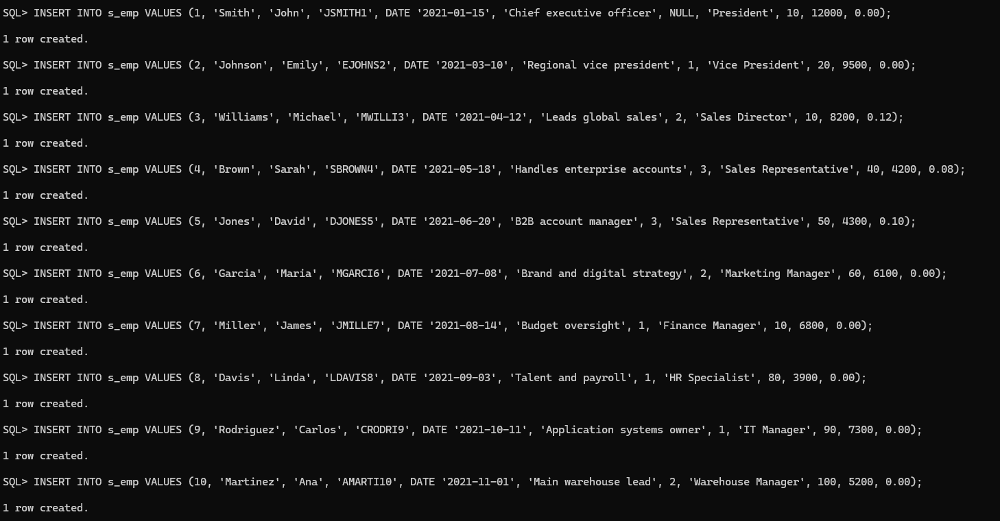 SQL> INSERT INTO s_emp VALUES (1, 'Smith', 'John', 'JSMITH1', DATE '2021-01-15', 'Chief executive officer', NULL, 'President', 10, 12000, 0.00);
1 row created.
SQL> INSERT INTO s_emp VALUES (2, 'Johnson', 'Emily', 'EJOHNS2', DATE '2021-03-10', 'Regional vice president', 1, 'Vice President', 20, 9500, 0.00);
1 row created.
SQL> INSERT INTO s_emp VALUES (3, 'Williams', 'Michael', 'MWILLI3', DATE '2021-04-12', 'Leads global sales', 2, 'Sales Director', 10, 8200, 0.12);
1 row created.
SQL> INSERT INTO s_emp VALUES (4, 'Brown', 'Sarah', 'SBROWN4', DATE '2021-05-18', 'Handles enterprise accounts', 3, 'Sales Representative', 40, 4200, 0.08);
1 row created.
SQL> INSERT INTO s_emp VALUES (5, 'Jones', 'David', 'DJONES5', DATE '2021-06-20', 'B2B account manager', 3, 'Sales Representative', 50, 4300, 0.10);
1 row created.
SQL> INSERT INTO s_emp VALUES (6, 'Garcia', 'Maria', 'MGARCI6', DATE '2021-07-08', 'Brand and digital strategy', 2, 'Marketing Manager', 60, 6100, 0.00);
1 row created.
SQL> INSERT INTO s_emp VALUES (7, 'Miller', 'James', 'JMILLE7', DATE '2021-08-14', 'Budget oversight', 1, 'Finance Manager', 10, 6800, 0.00);
1 row created.
SQL> INSERT INTO s_emp VALUES (8, 'Davis', 'Linda', 'LDAVIS8', DATE '2021-09-03', 'Talent and payroll', 1, 'HR Specialist', 80, 3900, 0.00);
1 row created.
SQL> INSERT INTO s_emp VALUES (9, 'Rodriguez', 'Carlos', 'CRODRI9', DATE '2021-10-11', 'Application systems owner', 1, 'IT Manager', 90, 7300, 0.00);
1 row created.
SQL> INSERT INTO s_emp VALUES (10, 'Martinez', 'Ana', 'AMARTI10', DATE '2021-11-01', 'Main warehouse lead', 2, 'Warehouse Manager', 100, 5200, 0.00);
1 row created.